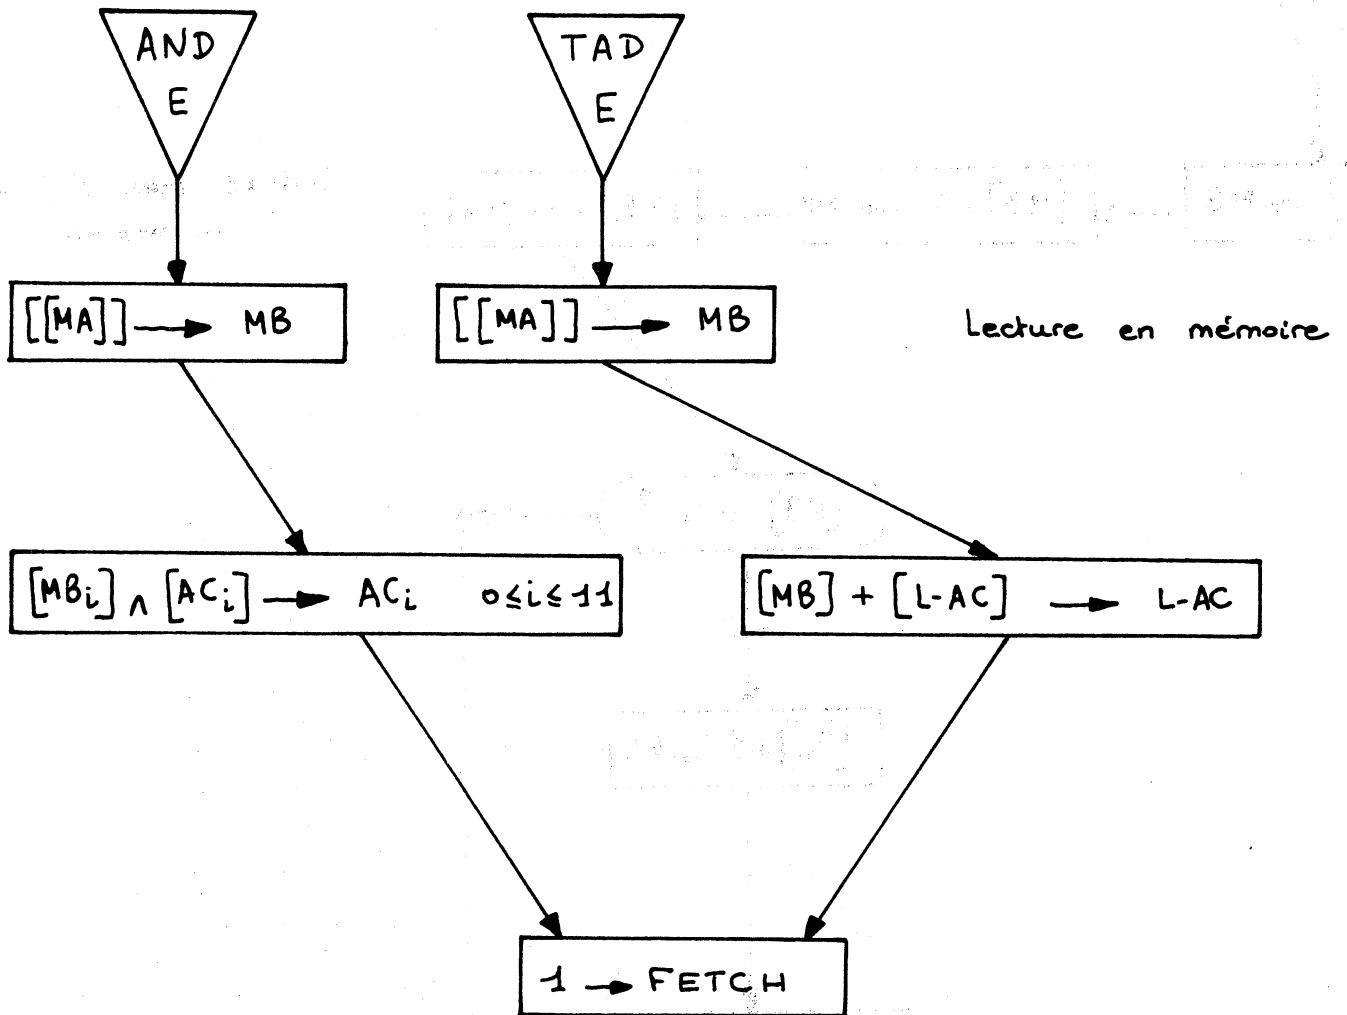 AND
E
TAD
E
[[MA]] → MB
[[MA]] → MB
Lecture en mémoire
[MBi] ∧ [ACi] → ACi 0≤i≤11
[MB] + [L-AC] → L-AC
1 → FETCH